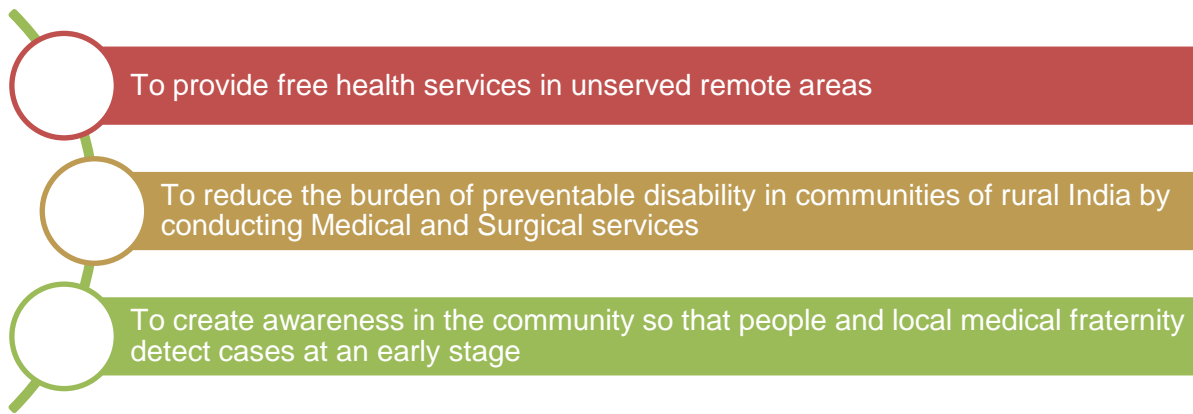 To provide free health services in unserved remote areas
To reduce the burden of preventable disability in communities of rural India by
conducting Medical and Surgical services
To create awareness in the community so that people and local medical fraternity
detect cases at an early stage